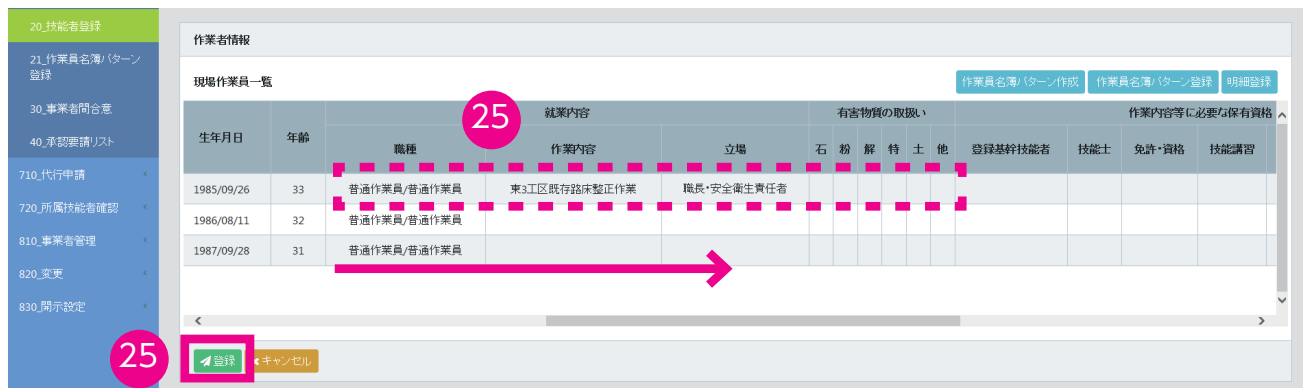 20_技能者登録
21_作業員名簿パターン
登録
30_事業者間合意
40_承認要請リスト
710_代行申請
720_所属技能者確認
810_事業者管理
820_変更
830_開示設定
作業者情報
現場作業員一覧
作業員名簿パターン作成 作業員名簿パターン登録 明細登録
25
就業内容 有害物質の取扱い 作業内容等に必要な保有資格
生年月日 年齢 職種 作業内容 立場 石 粉 解 特 土 他 登録基幹技能者 技能士 免許・資格 技能講習
1985/09/26 33 普通作業員/普通作業員 東3工区既存路床整正作業 職長・安全衛生責任者
1986/08/11 32 普通作業員/普通作業員
1987/09/28 31 普通作業員/普通作業員
25
登録 キャンセル